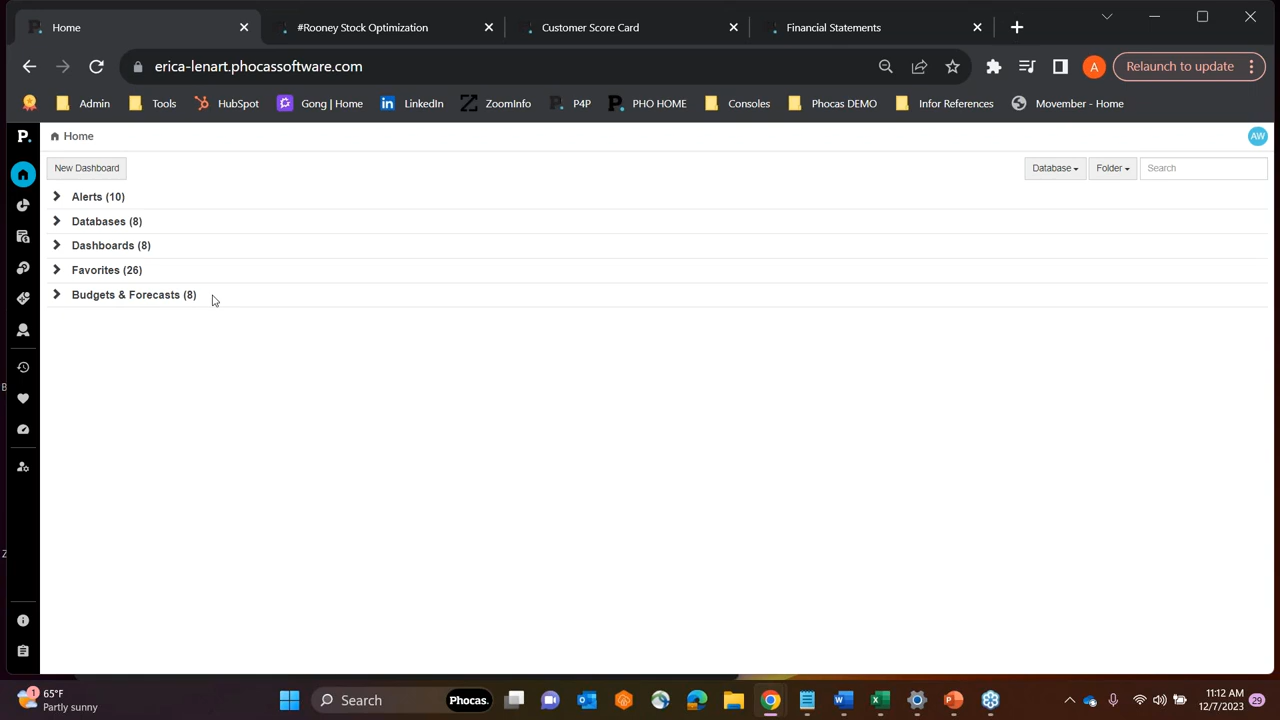 Home
#Rooney Stock Optimization
Customer Score Card
Financial Statements
erica-lenart.phocassoftware.com
A
Relaunch to update
Admin
Tools
HubSpot
Gong | Home
LinkedIn
ZoomInfo
P4P
PHO HOME
Consoles
Phocas DEMO
Infor References
Movember - Home
P.
Home
AW
New Dashboard
Database
Folder
Search
Alerts (10)
Databases (8)
Dashboards (8)
Favorites (26)
Budgets & Forecasts (8)
B
Z
1
65°F
Partly sunny
Search
Phocas.
11:12 AM
12/7/2023
29